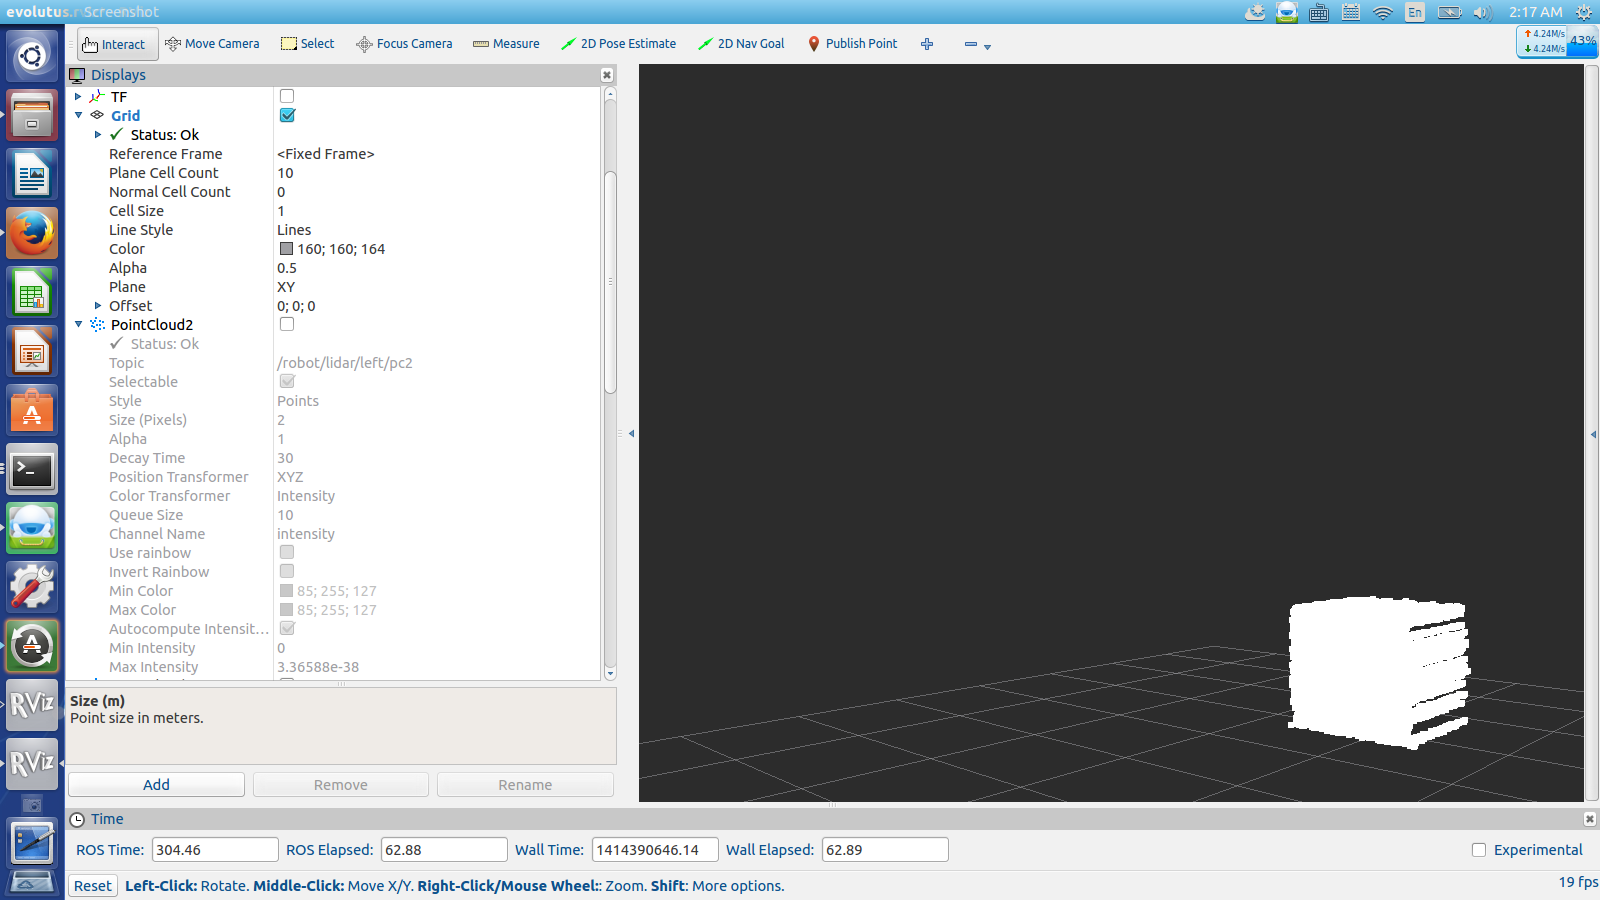 evolutus.rv Screenshot
En
2:17 AM
Interact
Move Camera
Select
Focus Camera
Measure
2D Pose Estimate
2D Nav Goal
Publish Point
4.24M/s
4.24M/s
43%
Displays
TF
Grid
Status: Ok
Reference Frame <Fixed Frame>
Plane Cell Count 10
Normal Cell Count 0
Cell Size 1
Line Style Lines
Color 160; 160; 164
Alpha 0.5
Plane XY
Offset 0; 0; 0
PointCloud2
Status: Ok
Topic /robot/lidar/left/pc2
Selectable
Style Points
Size (Pixels) 2
Alpha 1
Decay Time 30
Position Transformer XYZ
Color Transformer Intensity
Queue Size 10
Channel Name intensity
Use rainbow
Invert Rainbow
Min Color 85; 255; 127
Max Color 85; 255; 127
Autocompute Intensit...
Min Intensity 0
Max Intensity 3.36588e-38
Size (m)
Point size in meters.
Add
Remove
Rename
RViz
RViz
Time
ROS Time: 304.46 ROS Elapsed: 62.88 Wall Time: 1414390646.14 Wall Elapsed: 62.89 Experimental
Reset Left-Click: Rotate. Middle-Click: Move X/Y. Right-Click/Mouse Wheel:: Zoom. Shift: More options.
19 fps